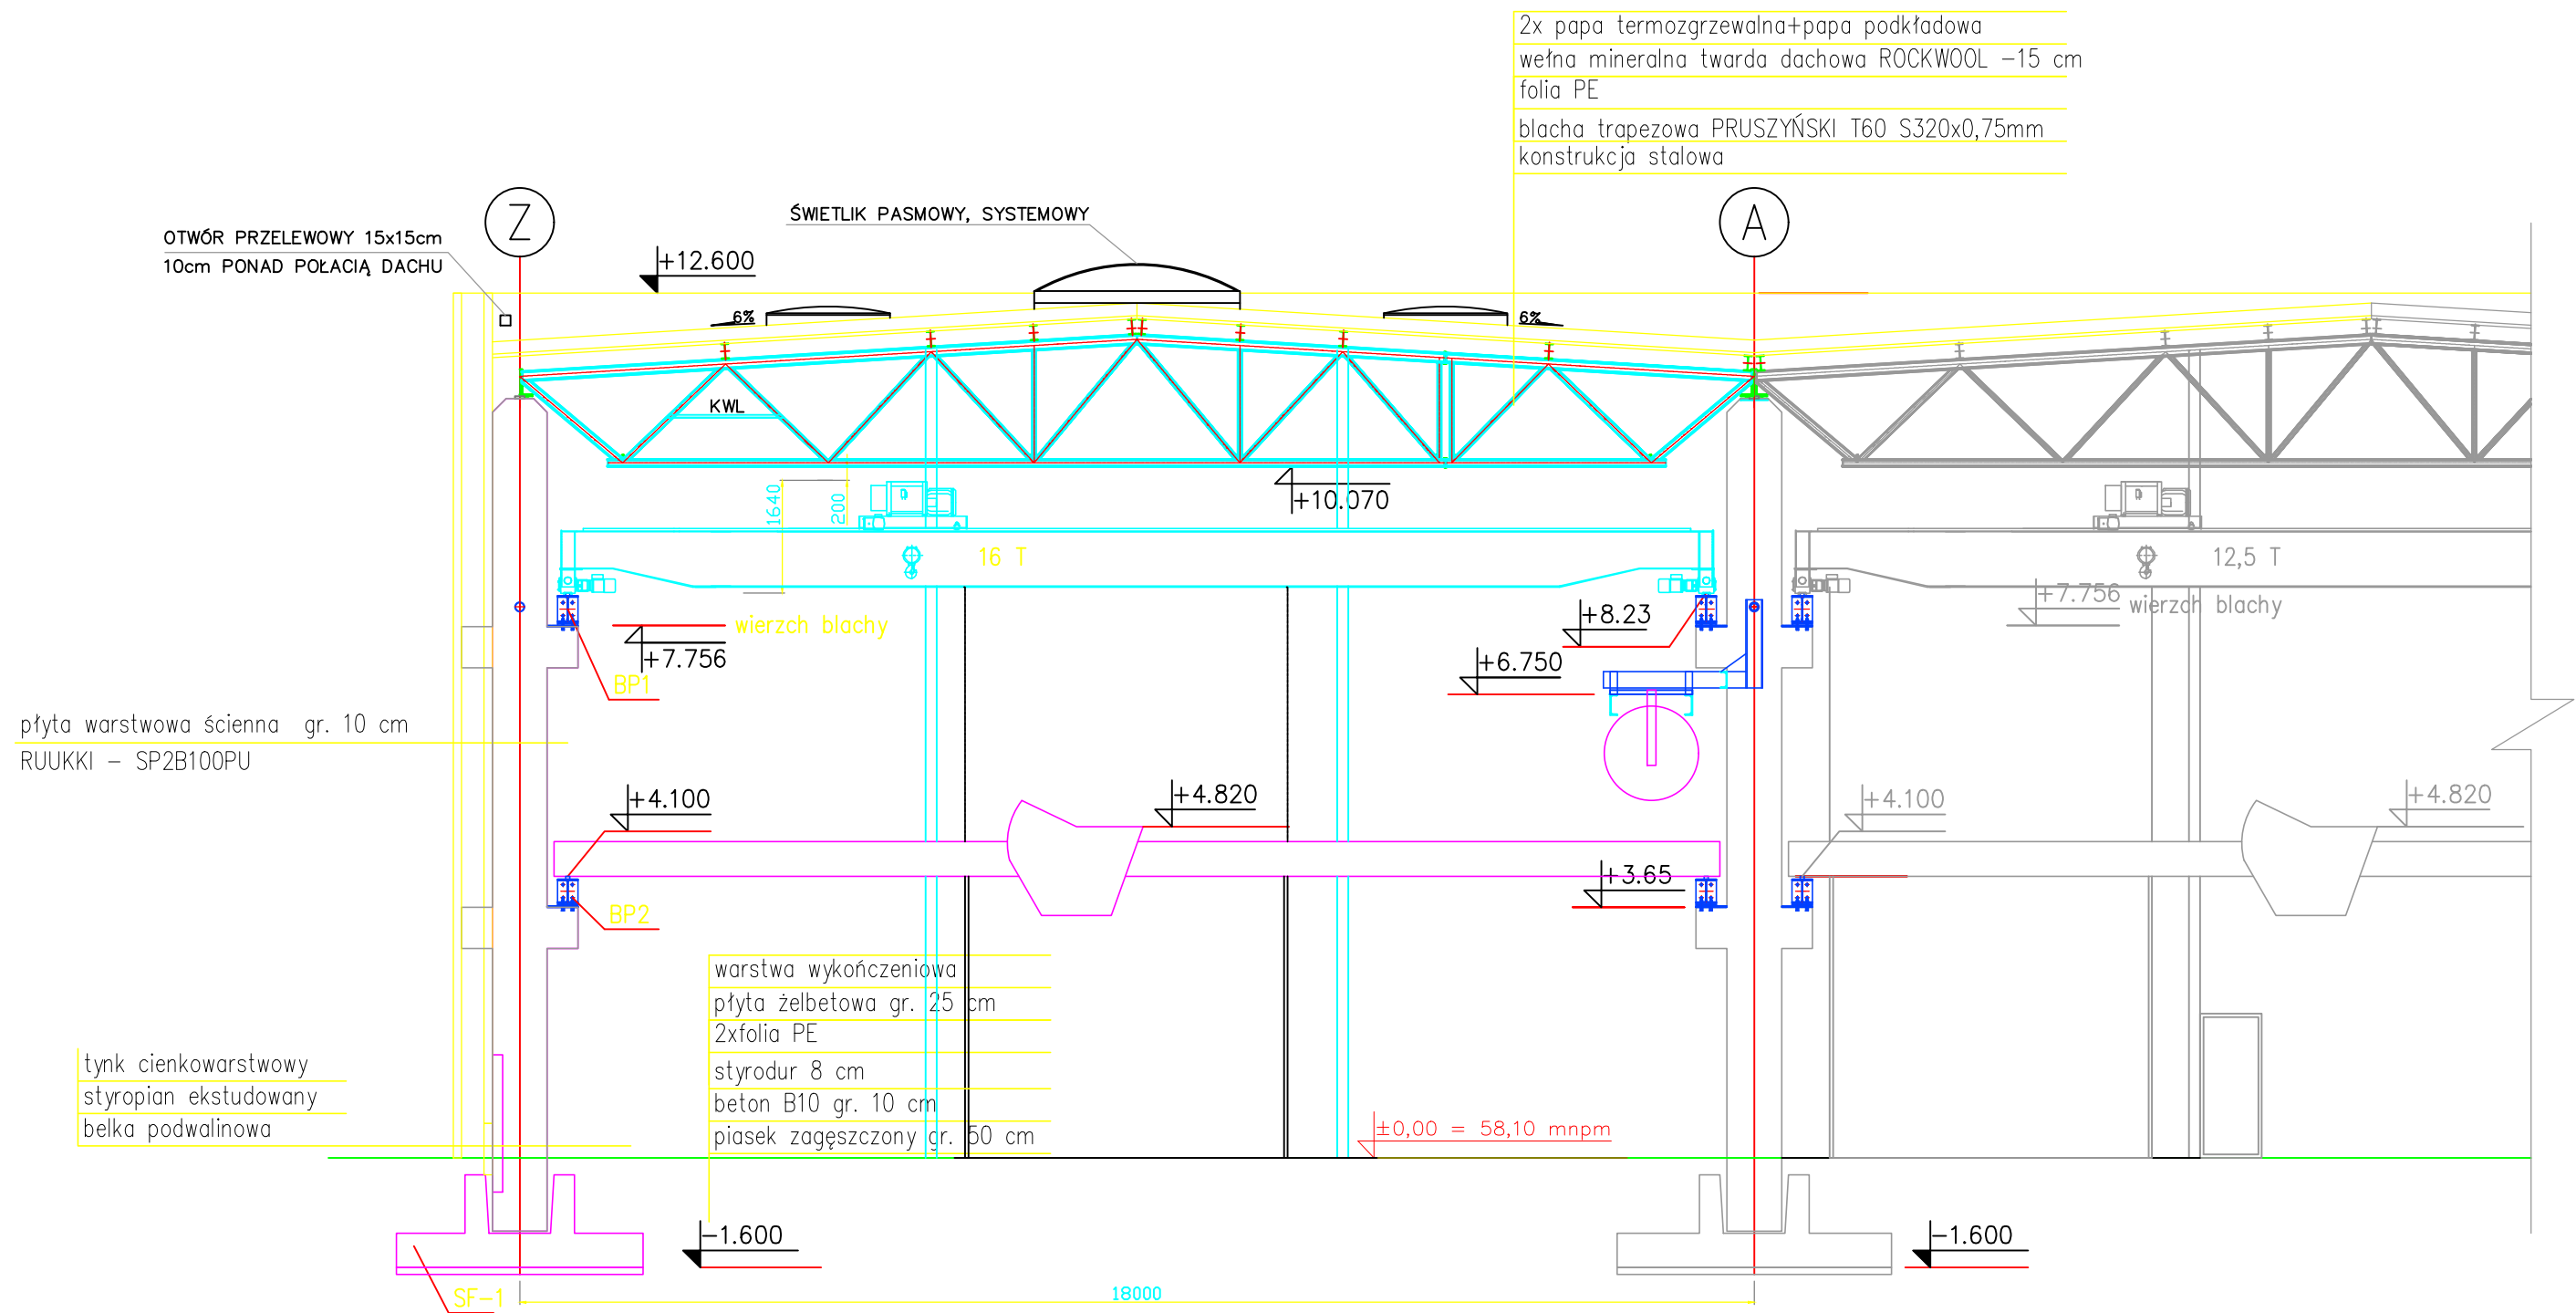 2x papa termozgrzewalna+papa podkładowa
wełna mineralna twarda dachowa ROCKWOOL -15 cm
folia PE
blacha trapezowa PRUSZYŃSKI T60 S320x0,75mm
konstrukcja stalowa
Z
ŚWIETLIK PASMOWY, SYSTEMOWY
A
OTWÓR PRZELEWOWY 15x15cm
10cm PONAD POŁACIĄ DACHU
+12.600
6%
6%
KWL
1640
200
+10.070
16 T
12,5 T
+7.756 wierzch blachy
+8.23
wierzch blachy
+7.756
+6.750
BP1
płyta warstwowa ścienna gr. 10 cm
RUUKKI - SP2B100PU
+4.100
+4.820
+4.100
+4.820
+3.65
BP2
warstwa wykończeniowa
płyta żelbetowa gr. 25 cm
2xfolia PE
styrodur 8 cm
beton B10 gr. 10 cm
piasek zagęszczony gr. 50 cm
tynk cienkowarstwowy
styropian ekstudowany
belka podwalinowa
±0,00 = 58,10 mnpm
-1.600
-1.600
SF-1
18000